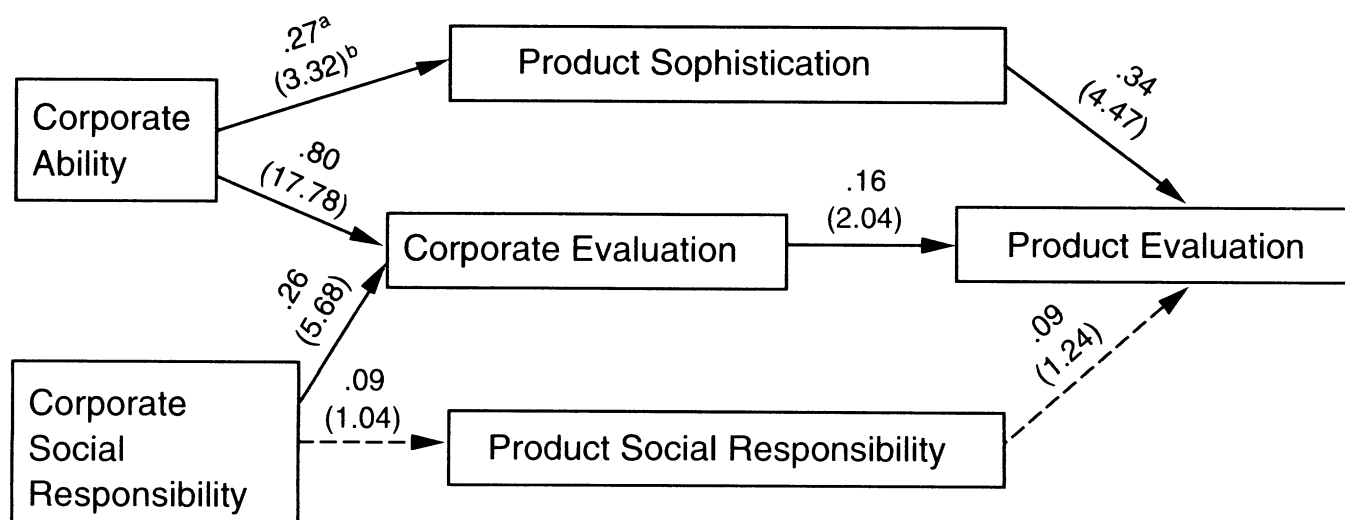 .27a
(3.32)b
Product Sophistication
.34
(4.47)
Corporate
Ability
.80
(17.78)
.16
(2.04)
Corporate Evaluation
Product Evaluation
.26
(5.68)
.09
(1.24)
Corporate
Social
Responsibility
.09
(1.04)
Product Social Responsibility